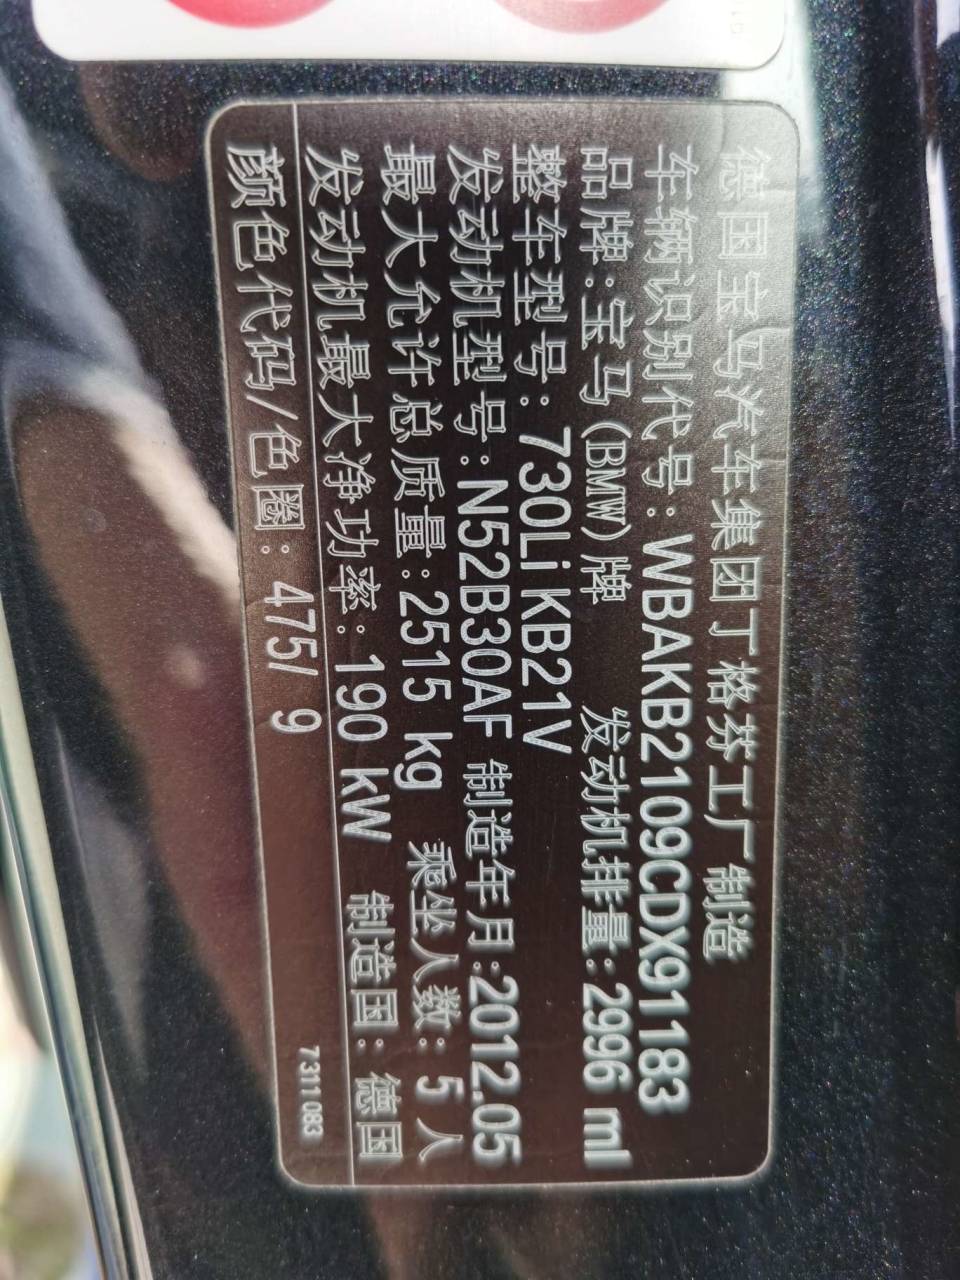 德国宝马汽车集团丁格芬工厂制造
车辆识别代号:WBAKB2109CDX91183
品牌:宝马(BMW)牌 发动机排量:2996 ml
整车型号:730Li KB21V
发动机型号:N52B30AF 制造年月:2012.05
最大允许总质量:2515 kg 乘坐人数: 5 人
发动机最大净功率: 190 kW 制造国: 德国
颜色代码/色圈: 475/ 9
7311 083